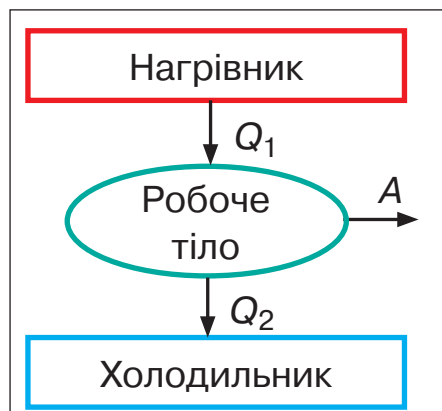 Нагрівник
Q1
Робоче
тіло
A
Q2
Холодильник